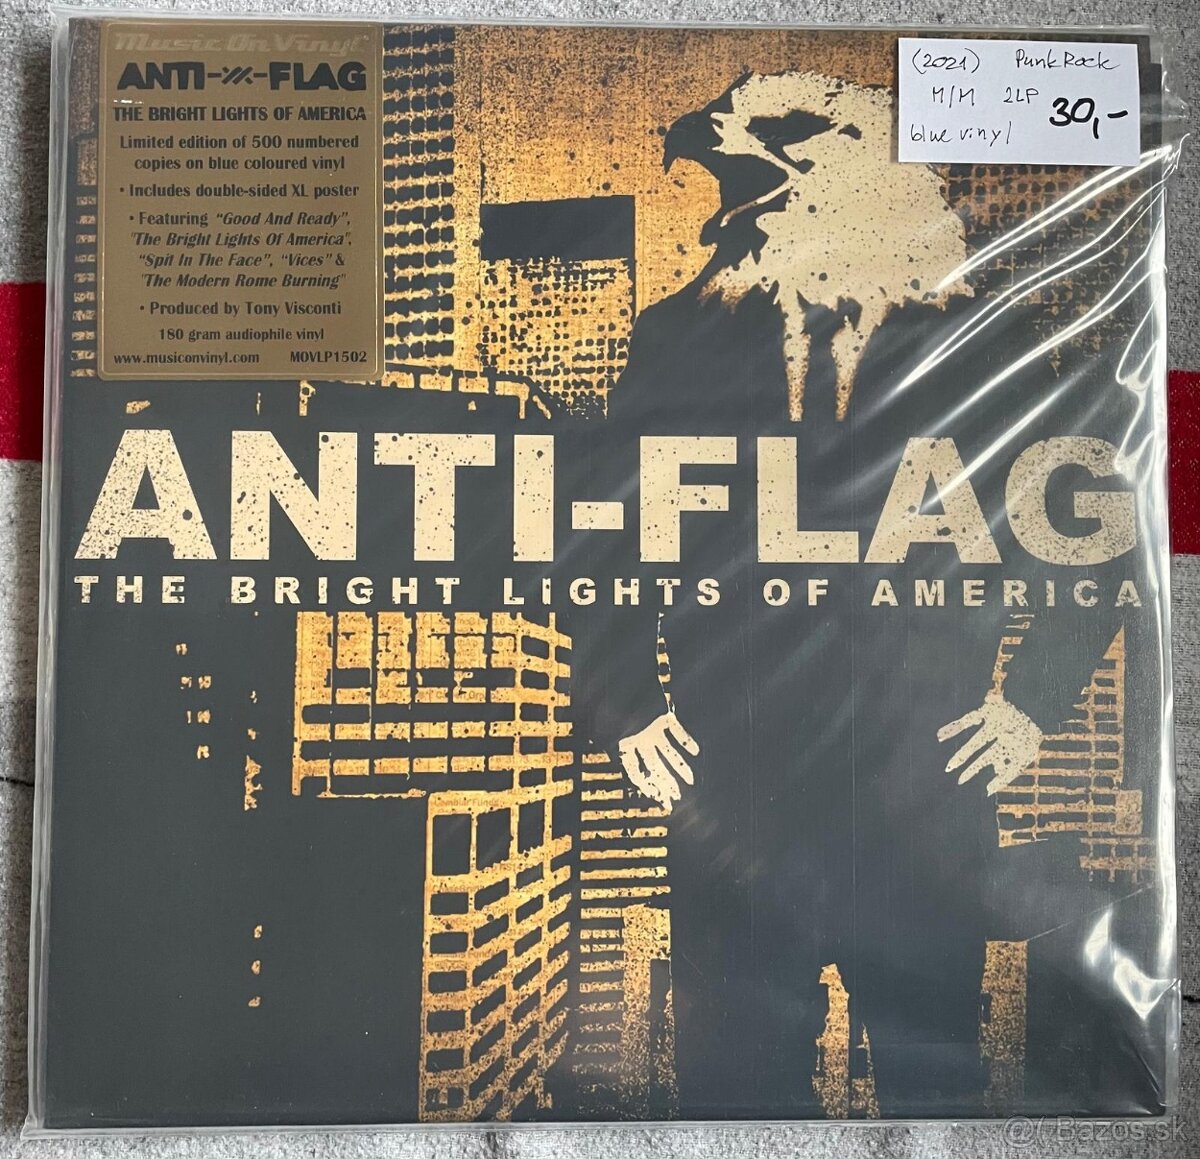 Music On Vinyl
ANTI-FLAG
THE BRIGHT LIGHTS OF AMERICA
Limited edition of 500 numbered
copies on blue coloured vinyl
• Includes double-sided XL poster
• Featuring "Good And Ready",
"The Bright Lights Of America",
"Spit In The Face", "Vices" &
"The Modern Rome Burning"
• Produced by Tony Visconti
180 gram audiophile vinyl
www.musiconvinyl.com MOVLP1502
(2021) Punk Rock
M/M 2LP 30,-
blue vinyl
ANTI-FLAG
THE BRIGHT LIGHTS OF AMERICA
Bazos.sk